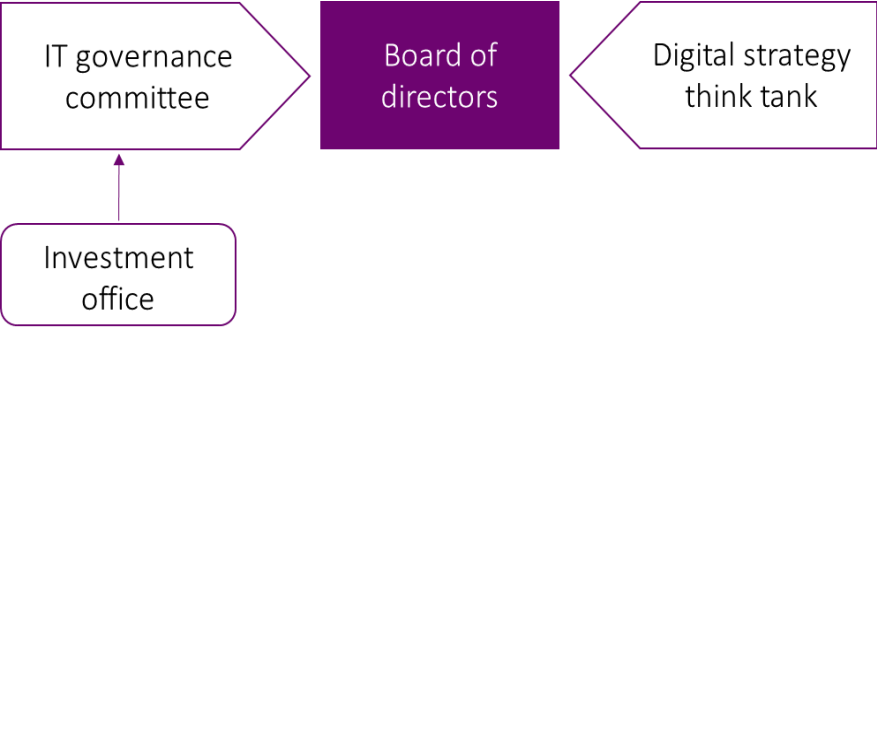 IT governance
committee
Board of
directors
Digital strategy
think tank
Investment
office